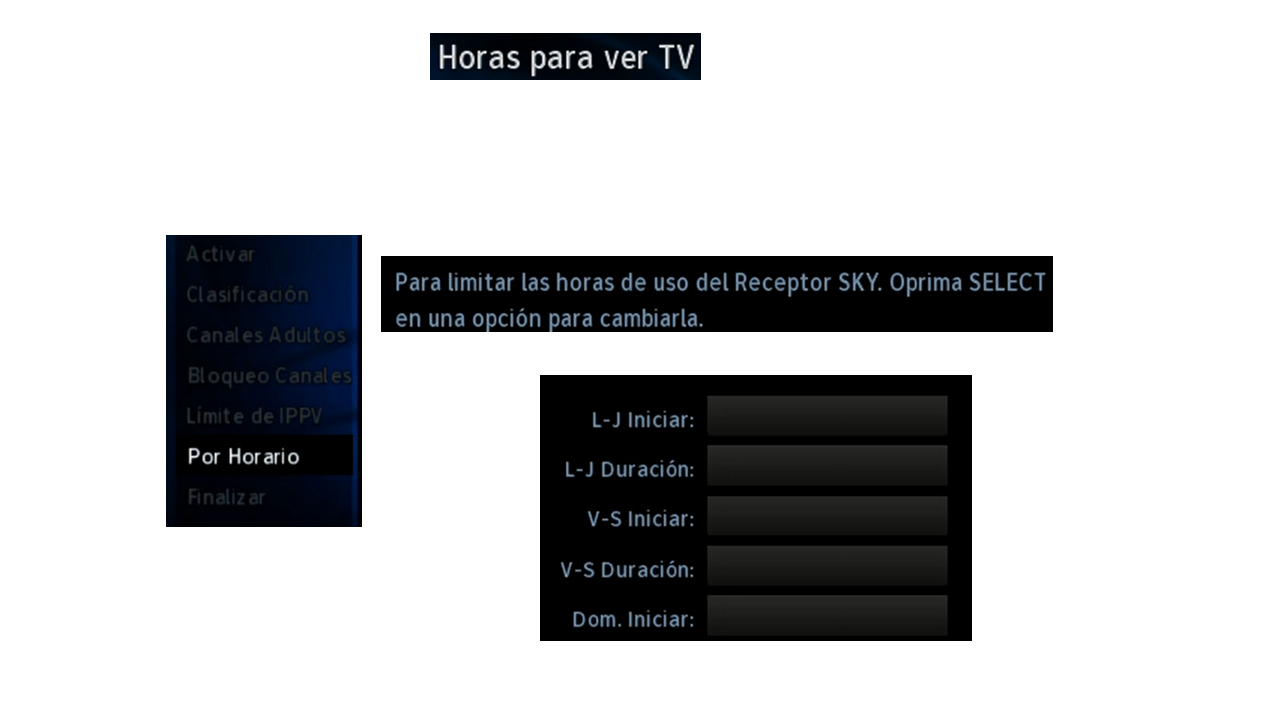 Horas para ver TV
Activar
Clasificación
Canales Adultos
Bloqueo Canales
Límite de IPPV
Por Horario
Finalizar
Para limitar las horas de uso del Receptor SKY. Oprima SELECT
en una opción para cambiarla.
L-J Iniciar:
L-J Duración:
V-S Iniciar:
V-S Duración:
Dom. Iniciar: